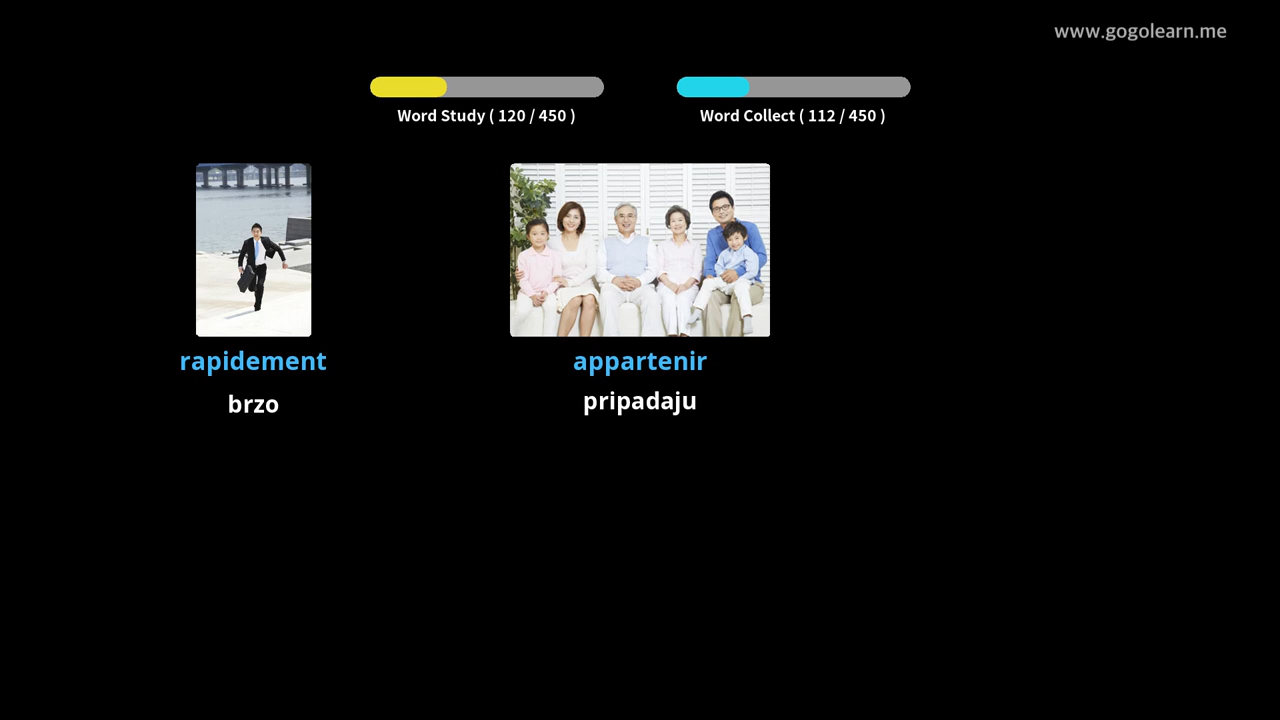 www.gogolearn.me
Word Study ( 120 / 450 )
Word Collect ( 112 / 450 )
rapidement
brzo
appartenir
pripadaju